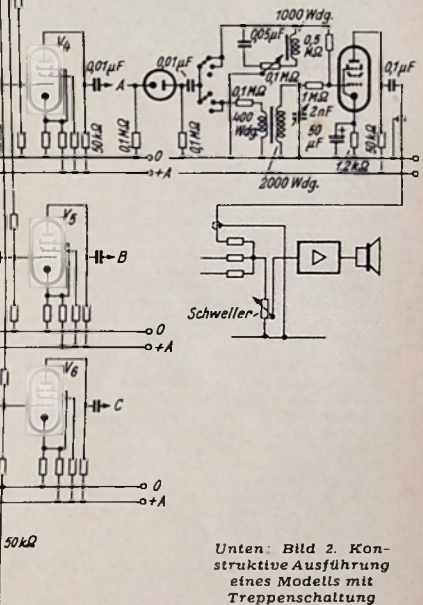 1000 Wdg.
V4
0,05µF
0,5
MΩ
0,01µF
A
0,01µF
0,1MΩ
0,1µF
0,1MΩ
1MΩ
400
Wdg.
2nF
50
µF
50kΩ
0,1MΩ
0,1MΩ
1,2kΩ
50kΩ
0
+A
2000 Wdg.
V5
B
Schweller
0
+A
V6
C
0
+A
50kΩ
Unten: Bild 2. Kon-
struktive Ausführung
eines Modells mit
Treppenschaltung